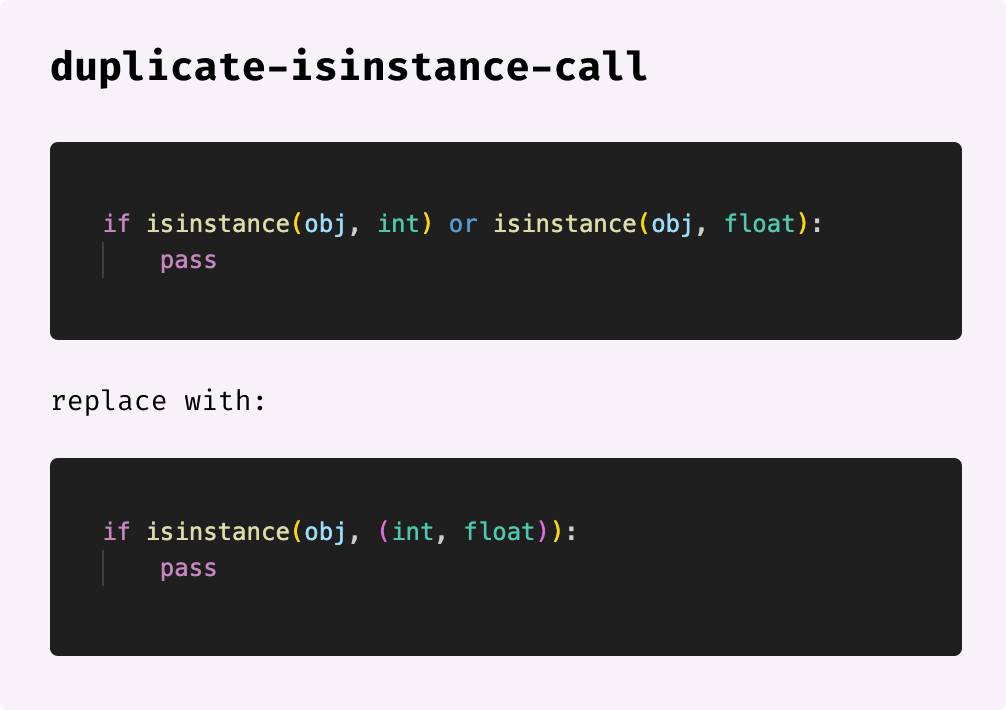 duplicate-isinstance-call
if isinstance(obj, int) or isinstance(obj, float):
    pass
replace with:
if isinstance(obj, (int, float)):
    pass